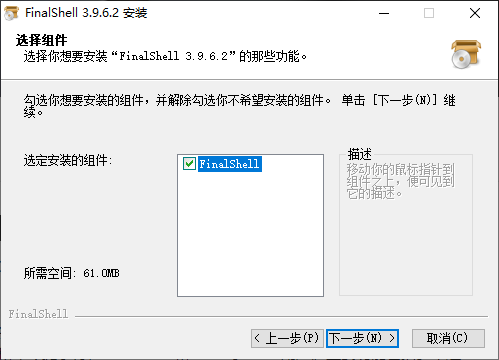 FinalShell 3.9.6.2 安装
选择组件
选择你想要安装“FinalShell 3.9.6.2”的那些功能。
勾选你想要安装的组件，并解除勾选你不希望安装的组件。 单击 [下一步(N)] 继
续。
选定安装的组件:
FinalShell
描述
移动你的鼠标指针到
组件之上，便可见到
它的描述。
所需空间: 61.0MB
FinalShell
< 上一步(P)
下一步(N) >
取消(C)